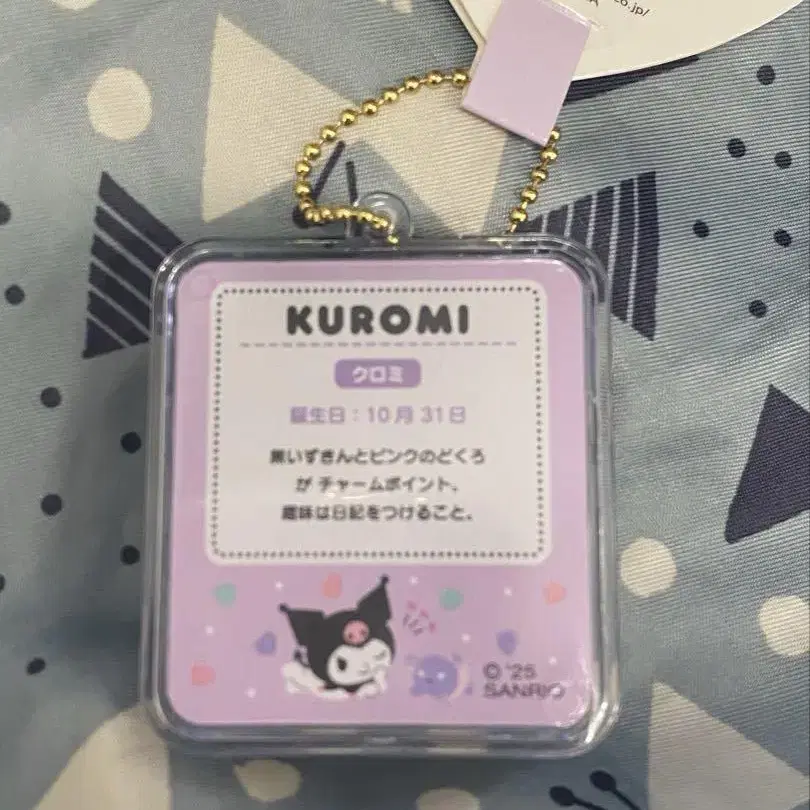 co.jp/
KUROMI
クロミ
誕生日：10月31日
黒いずきんとピンクのどくろ
が チャームポイント、
趣味は日記をつけること。
© '25
SANRIO